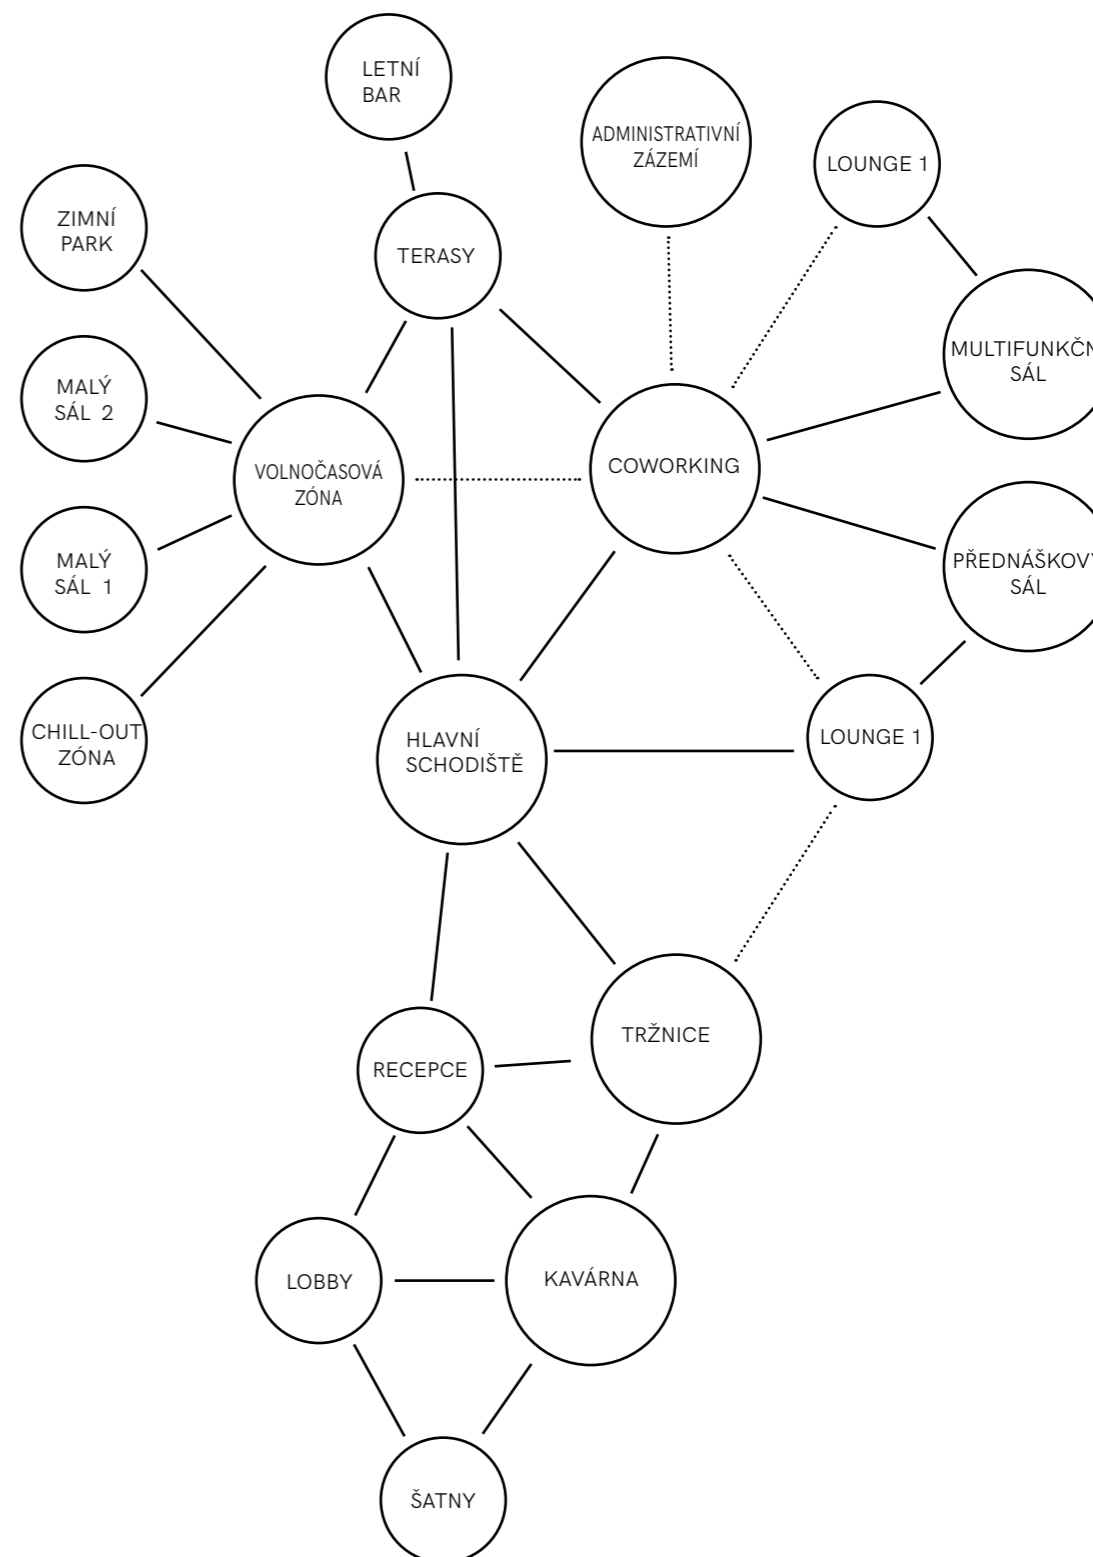 LETNÍ
BAR
ADMINISTRATIVNÍ
ZÁZEMÍ
LOUNGE 1
ZIMNÍ
PARK
TERASY
MULTIFUNKČN
SÁL
MALÝ
SÁL 2
VOLNOČASOVÁ
ZÓNA
COWORKING
MALÝ
SÁL 1
PŘEDNÁŠKOVÝ
SÁL
CHILL-OUT
ZÓNA
HLAVNÍ
SCHODIŠTĚ
LOUNGE 1
TRŽNICE
RECEPCE
LOBBY
KAVÁRNA
ŠATNY